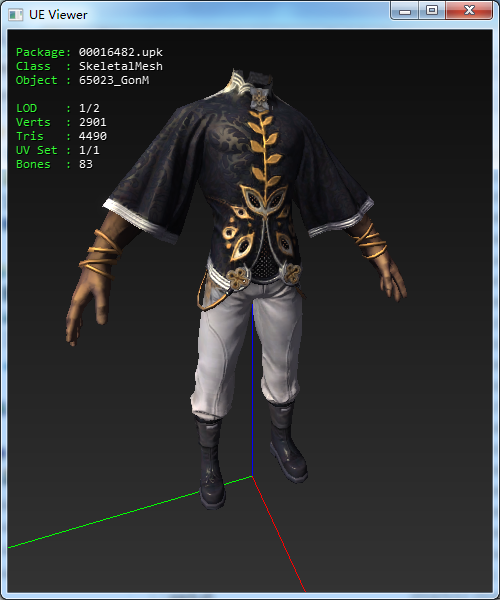 UE Viewer
Package: 00016482.upk
Class : SkeletalMesh
Object : 65023_GonM
LOD : 1/2
Verts : 2901
Tris : 4490
UV Set : 1/1
Bones : 83